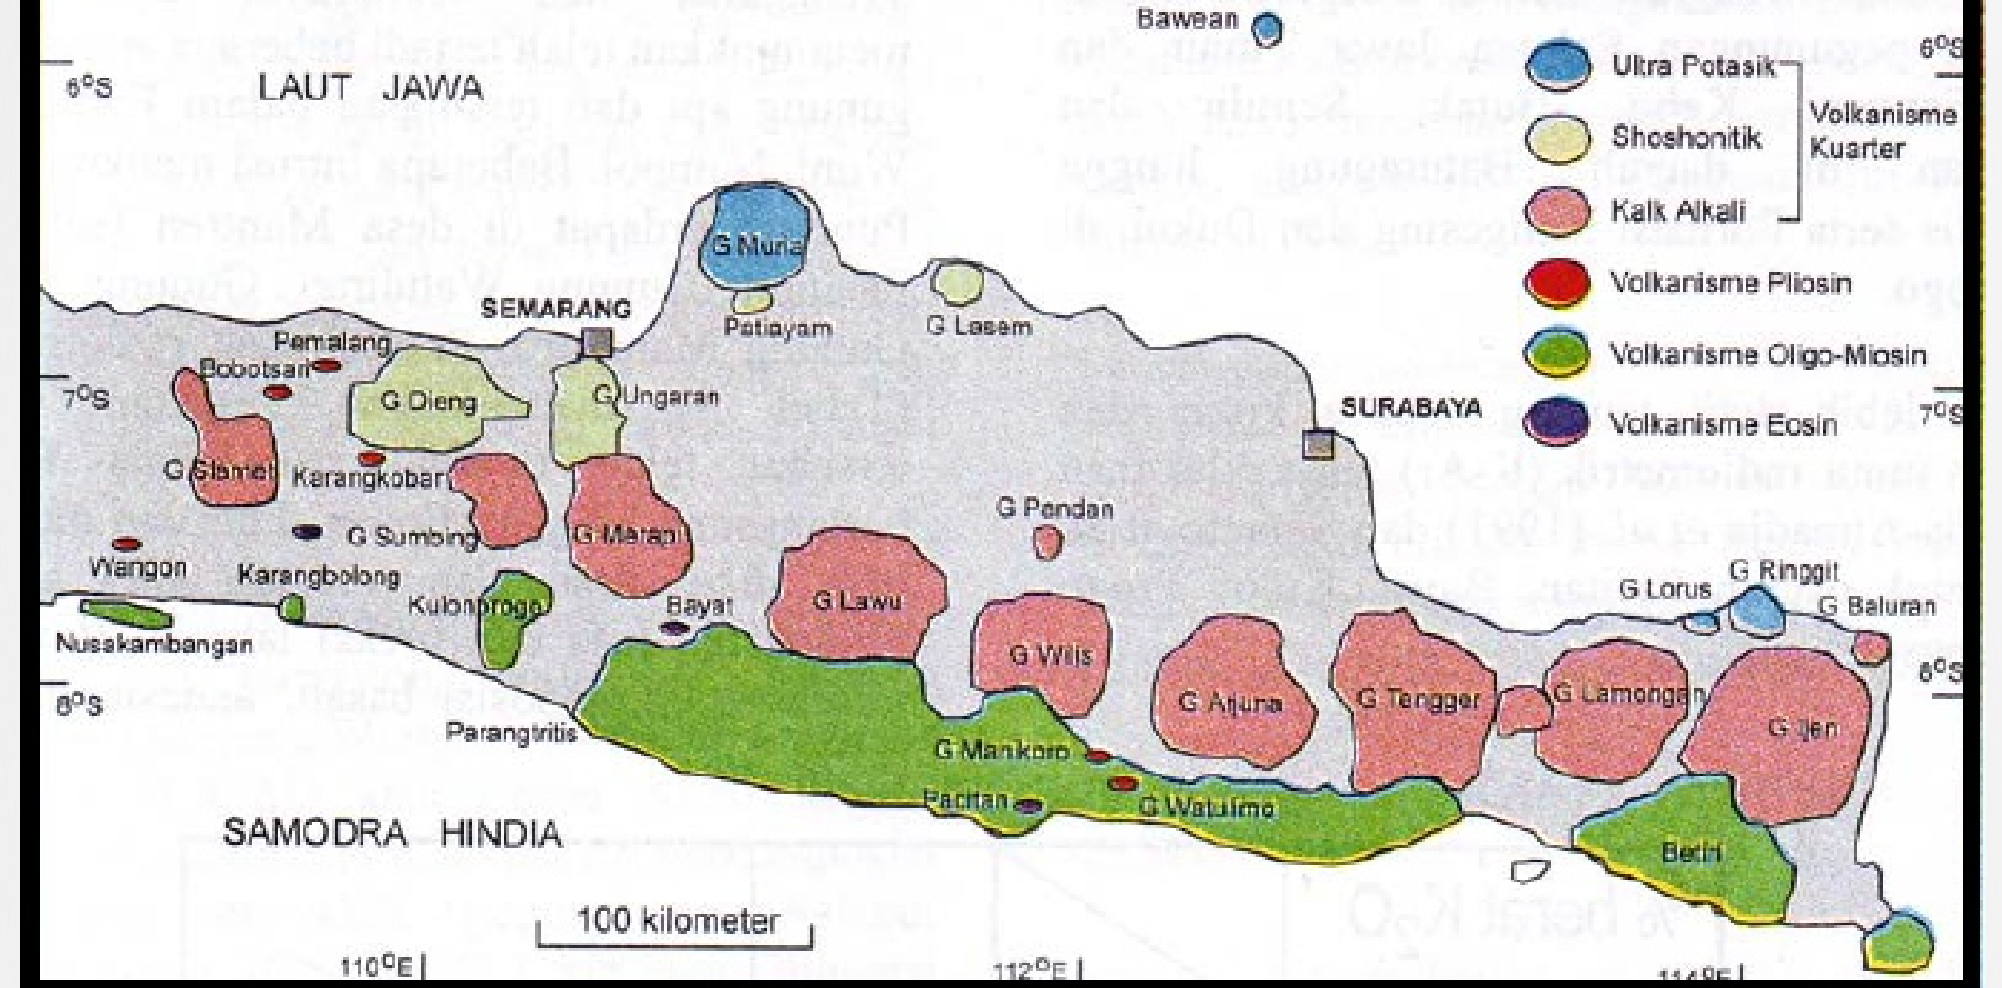 Bawean
6°S
LAUT JAWA
6°S
Ultra Potasik
Volkanisme
Kuarter
Shoshonitik
Kalk Alkali
Volkanisme Pliosin
Volkanisme Oligo-Miosin
Volkanisme Eosin
G Muria
SEMARANG
Patiayam
G Lasem
Pemalang
Bobotsari
7°S
G Dieng
G Ungaran
SURABAYA
7°S
G Slamet
Karangkobar
G Pandan
G Sumbing
G Merapi
Wangon
Karangbolong
Kulonprogo
Bayat
G Lawu
G Lorus
G Ringgit
G Baluran
Nusakambangan
G Wilis
8°S
8°S
G Arjuna
G Tengger
G Lamongan
G Ijen
Parangtritis
G Manikoro
Pacitan
G Watulimo
SAMODRA HINDIA
Betiri
100 kilometer
110°E
112°E
114°E